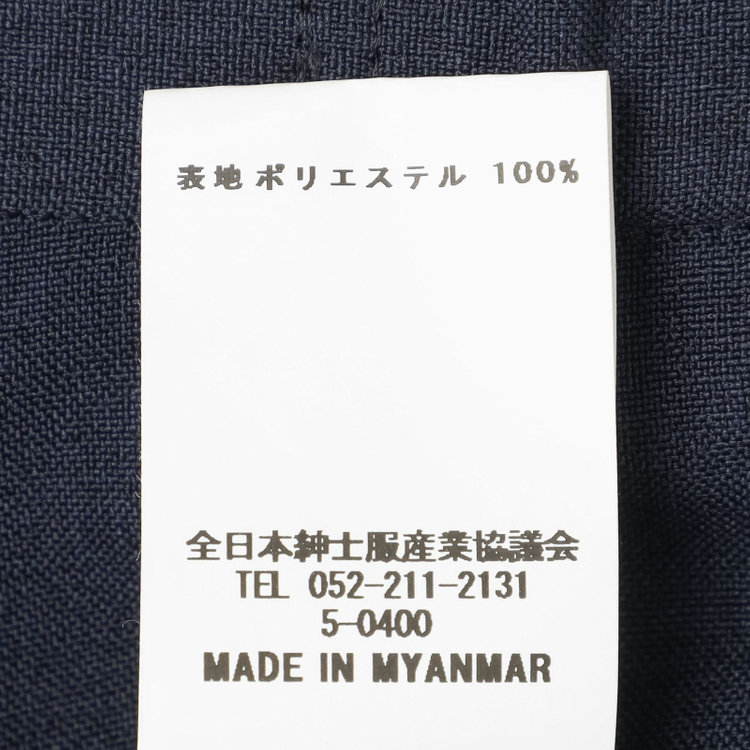 表地 ポリエステル 100%
全日本紳士服産業協議会
TEL 052-211-2131
5-0400
MADE IN MYANMAR